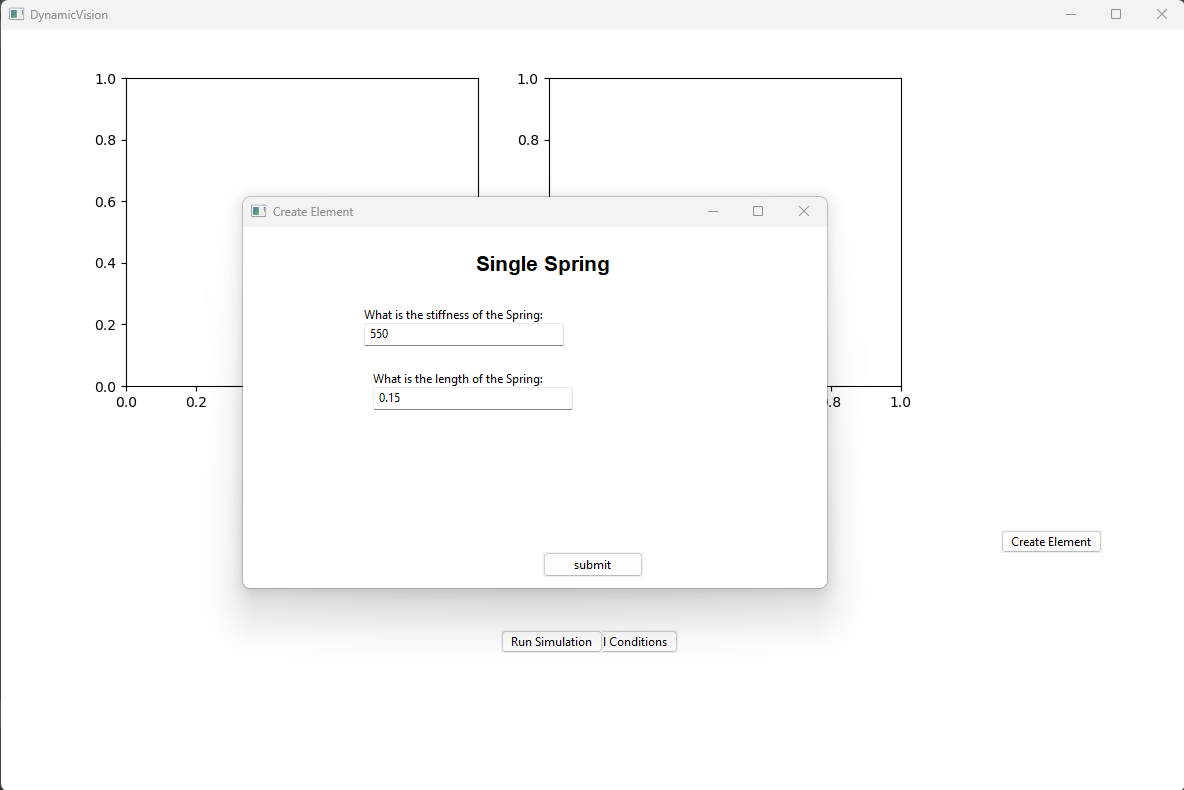 DynamicVision
1.0
0.8
0.6
0.4
0.2
0.0
0.0
0.2
1.0
0.8
.8
1.0
Create Element
Single Spring
What is the stiffness of the Spring:
550
What is the length of the Spring:
0.15
submit
Create Element
Run Simulation
l Conditions